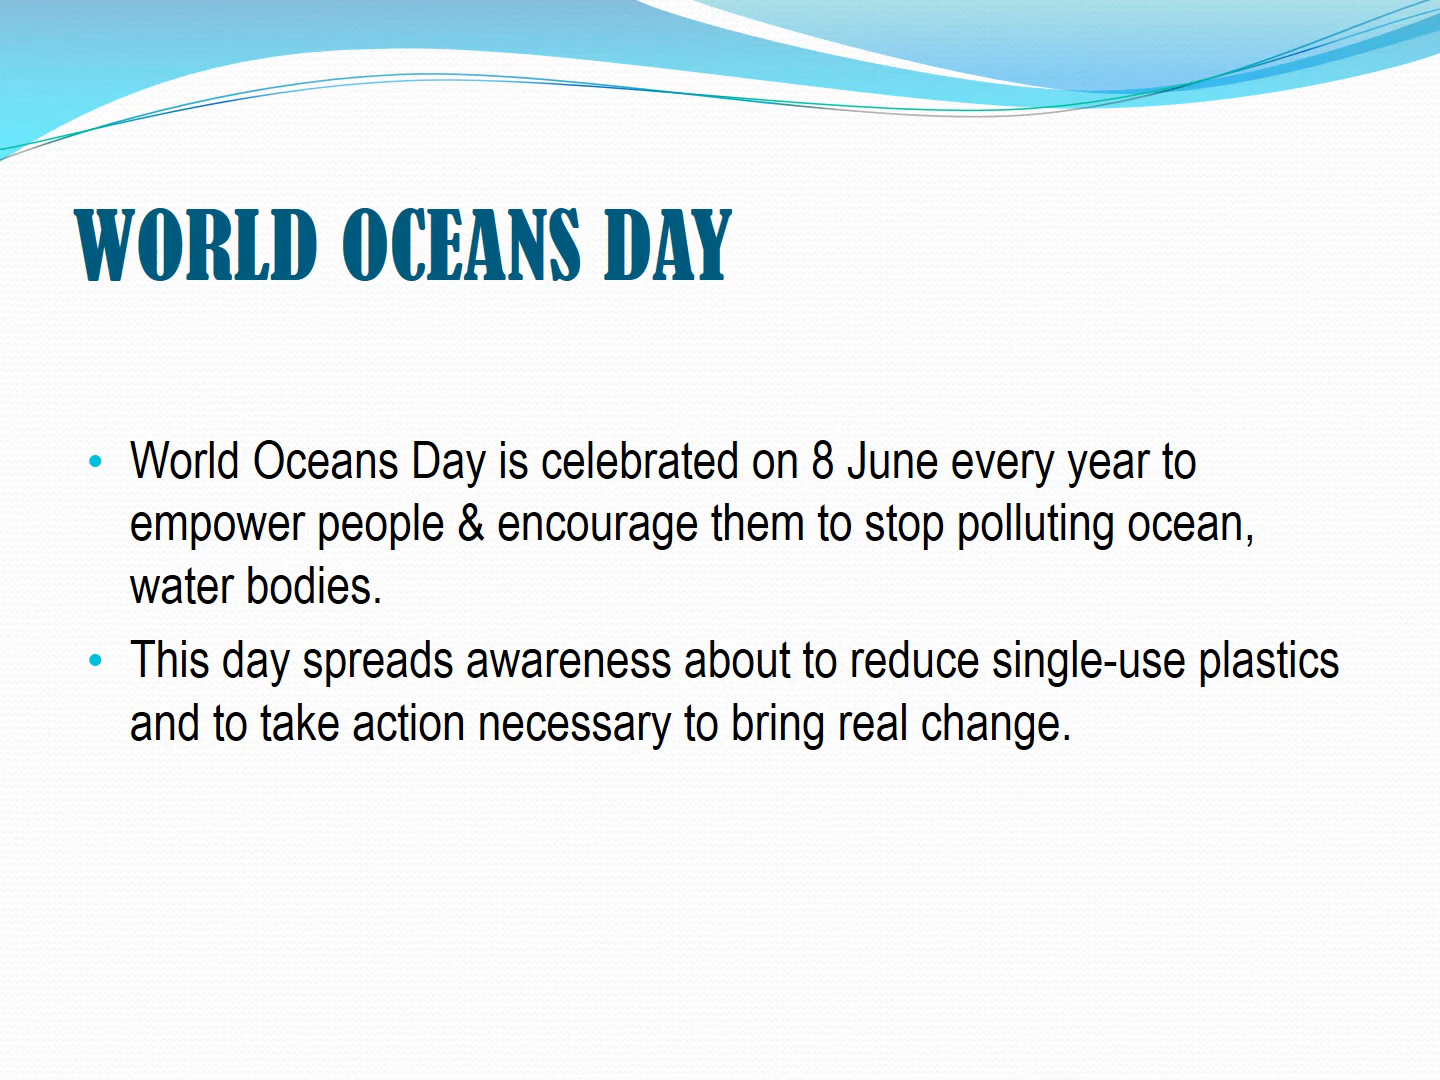 WORLD OCEANS DAY
• World Oceans Day is celebrated on 8 June every year to
empower people & encourage them to stop polluting ocean,
water bodies.
• This day spreads awareness about to reduce single-use plastics
and to take action necessary to bring real change.